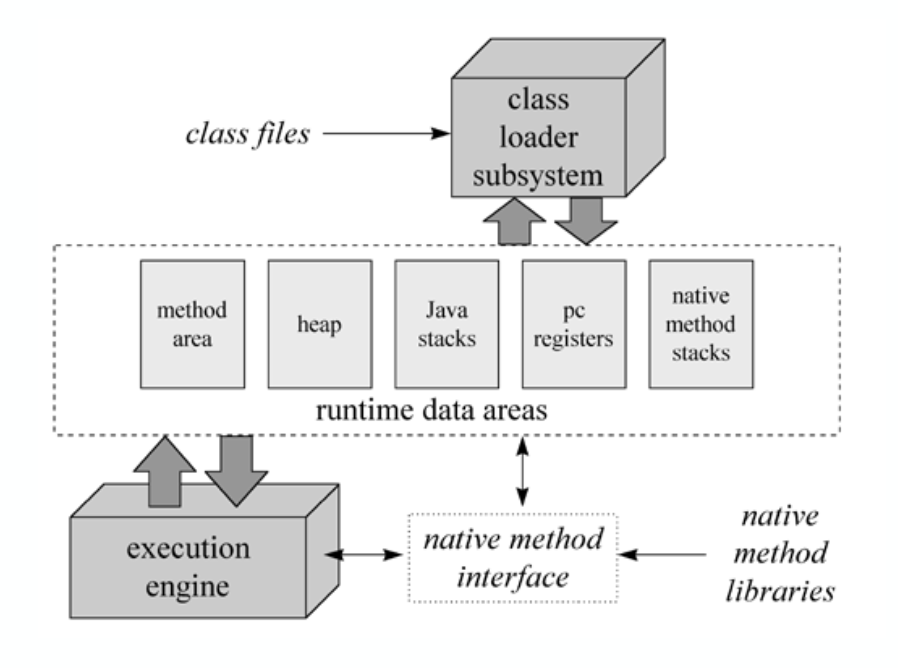 class
loader
subsystem
class files
method
area
heap
Java
stacks
pc
registers
native
method
stacks
runtime data areas
execution
engine
native method
interface
native
method
libraries